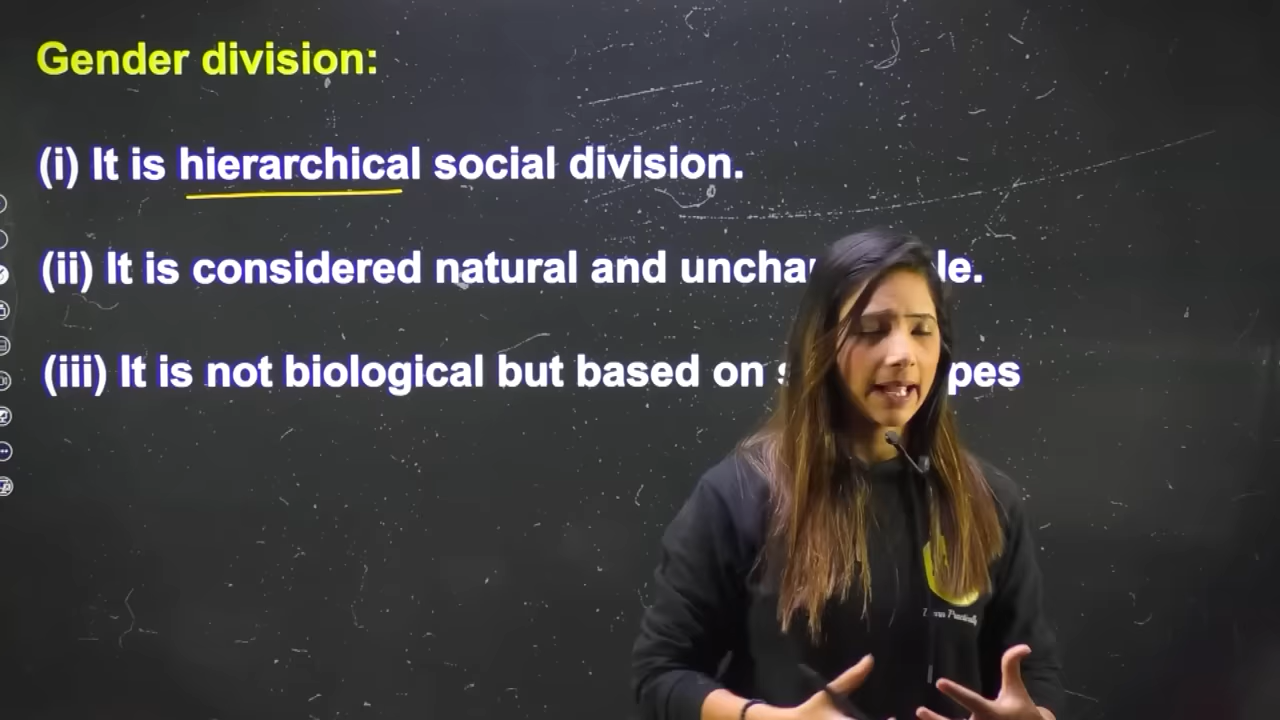 Gender division:
(i) It is hierarchical social division.
(ii) It is considered natural and
(iii) It is not biological but based on